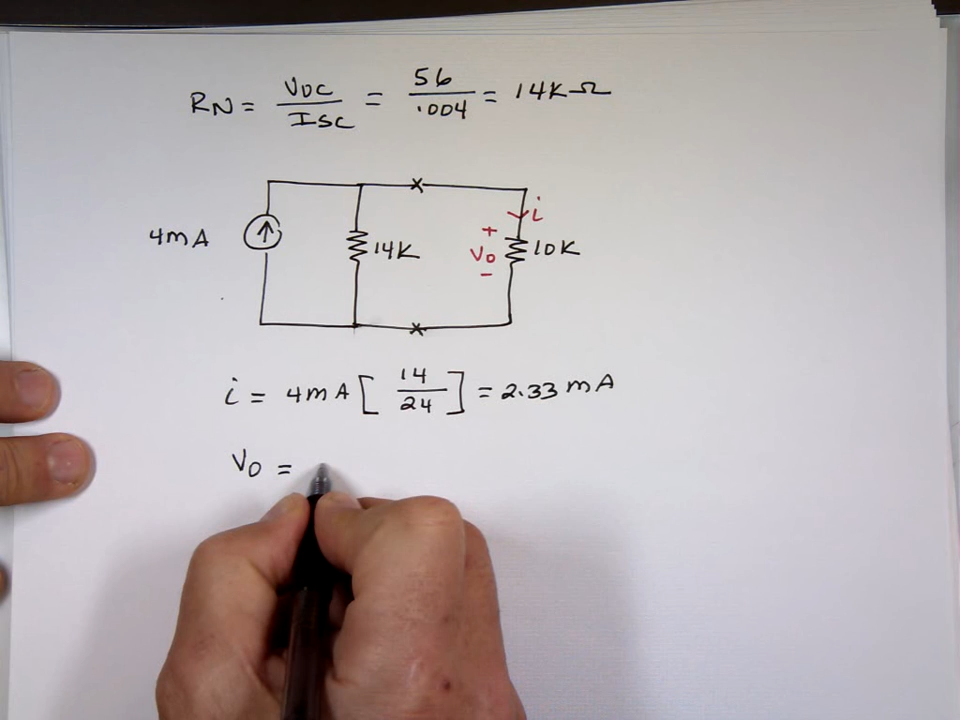 RN = VOC / ISC = 56 / .004 = 14KΩ
4mA
14K
+ Vo -
i
10K
i = 4mA [ 14 / 24 ] = 2.33 mA
Vo =